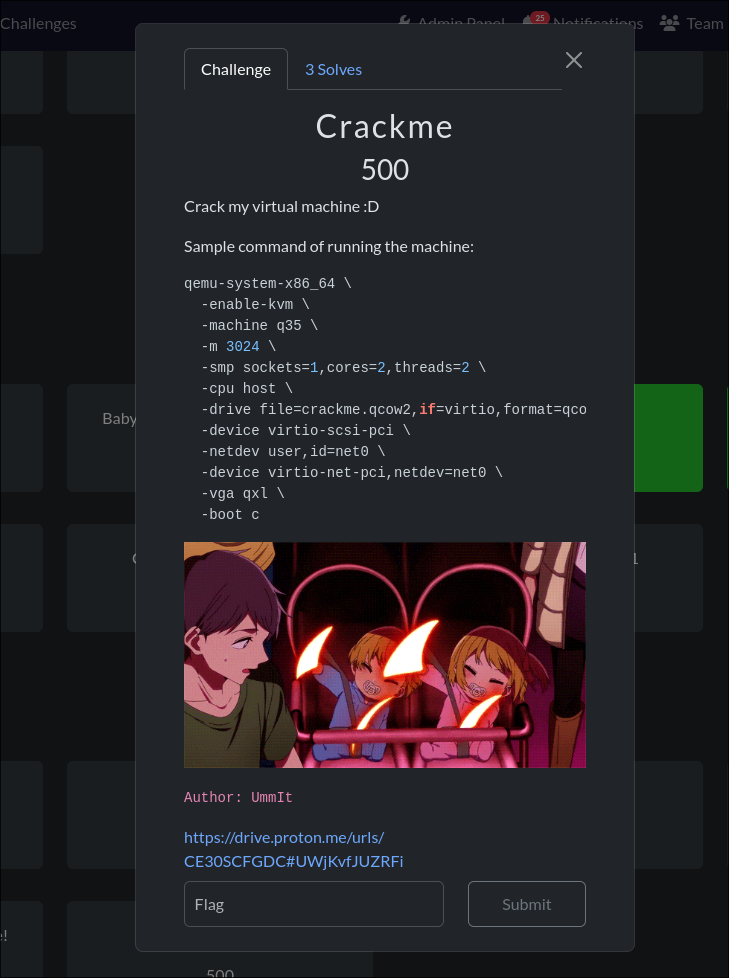 Challenges
Admin Panel
25
Notifications
Team
Challenge
3 Solves
Crackme
500
Crack my virtual machine :D
Sample command of running the machine:
qemu-system-x86_64 \
-enable-kvm \
-machine q35 \
-m 3024 \
-smp sockets=1,cores=2,threads=2 \
-cpu host \
-drive file=crackme.qcow2,if=virtio,format=qco
-device virtio-scsi-pci \
-netdev user,id=net0 \
-device virtio-net-pci,netdev=net0 \
-vga qxl \
-boot c
Baby
1
Author: UmmIt
https://drive.proton.me/urls/
CE30SCFGDC#UWjKvfJUZRFi
Flag
Submit
e!
500